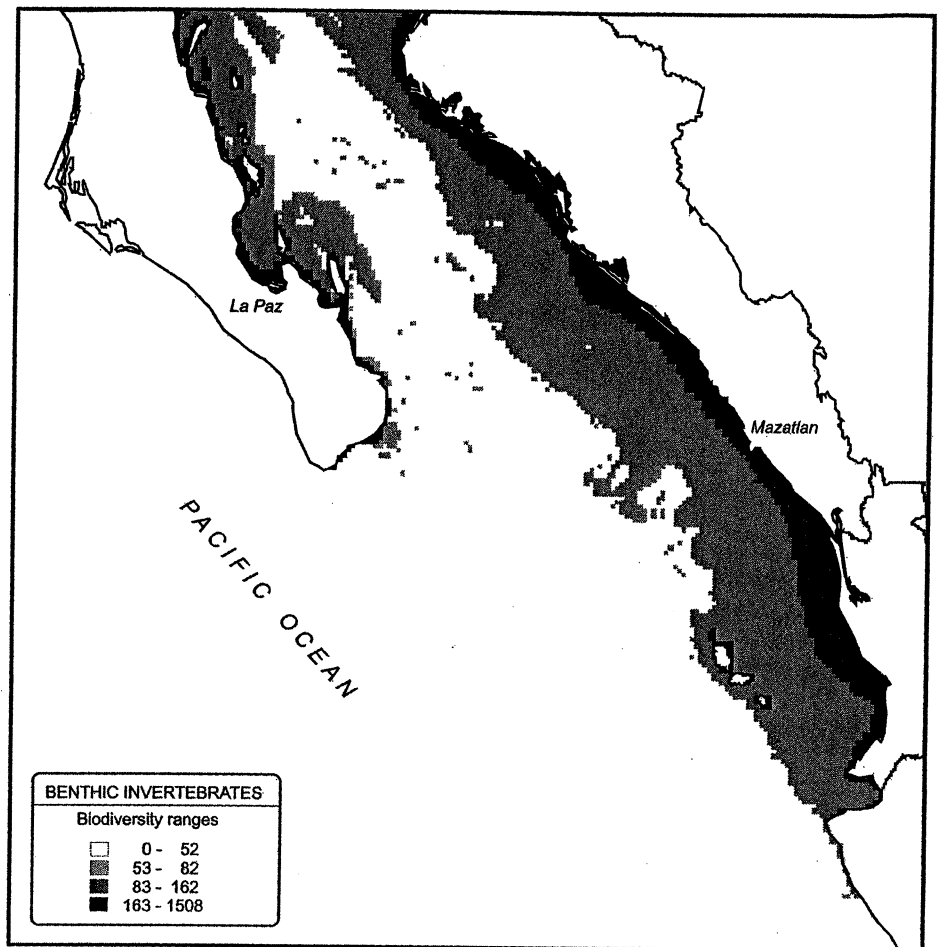 La Paz
Mazatlan
PACIFIC OCEAN
BENTHIC INVERTEBRATES
Biodiversity ranges
0 - 52
53 - 82
83 - 162
163 - 1508